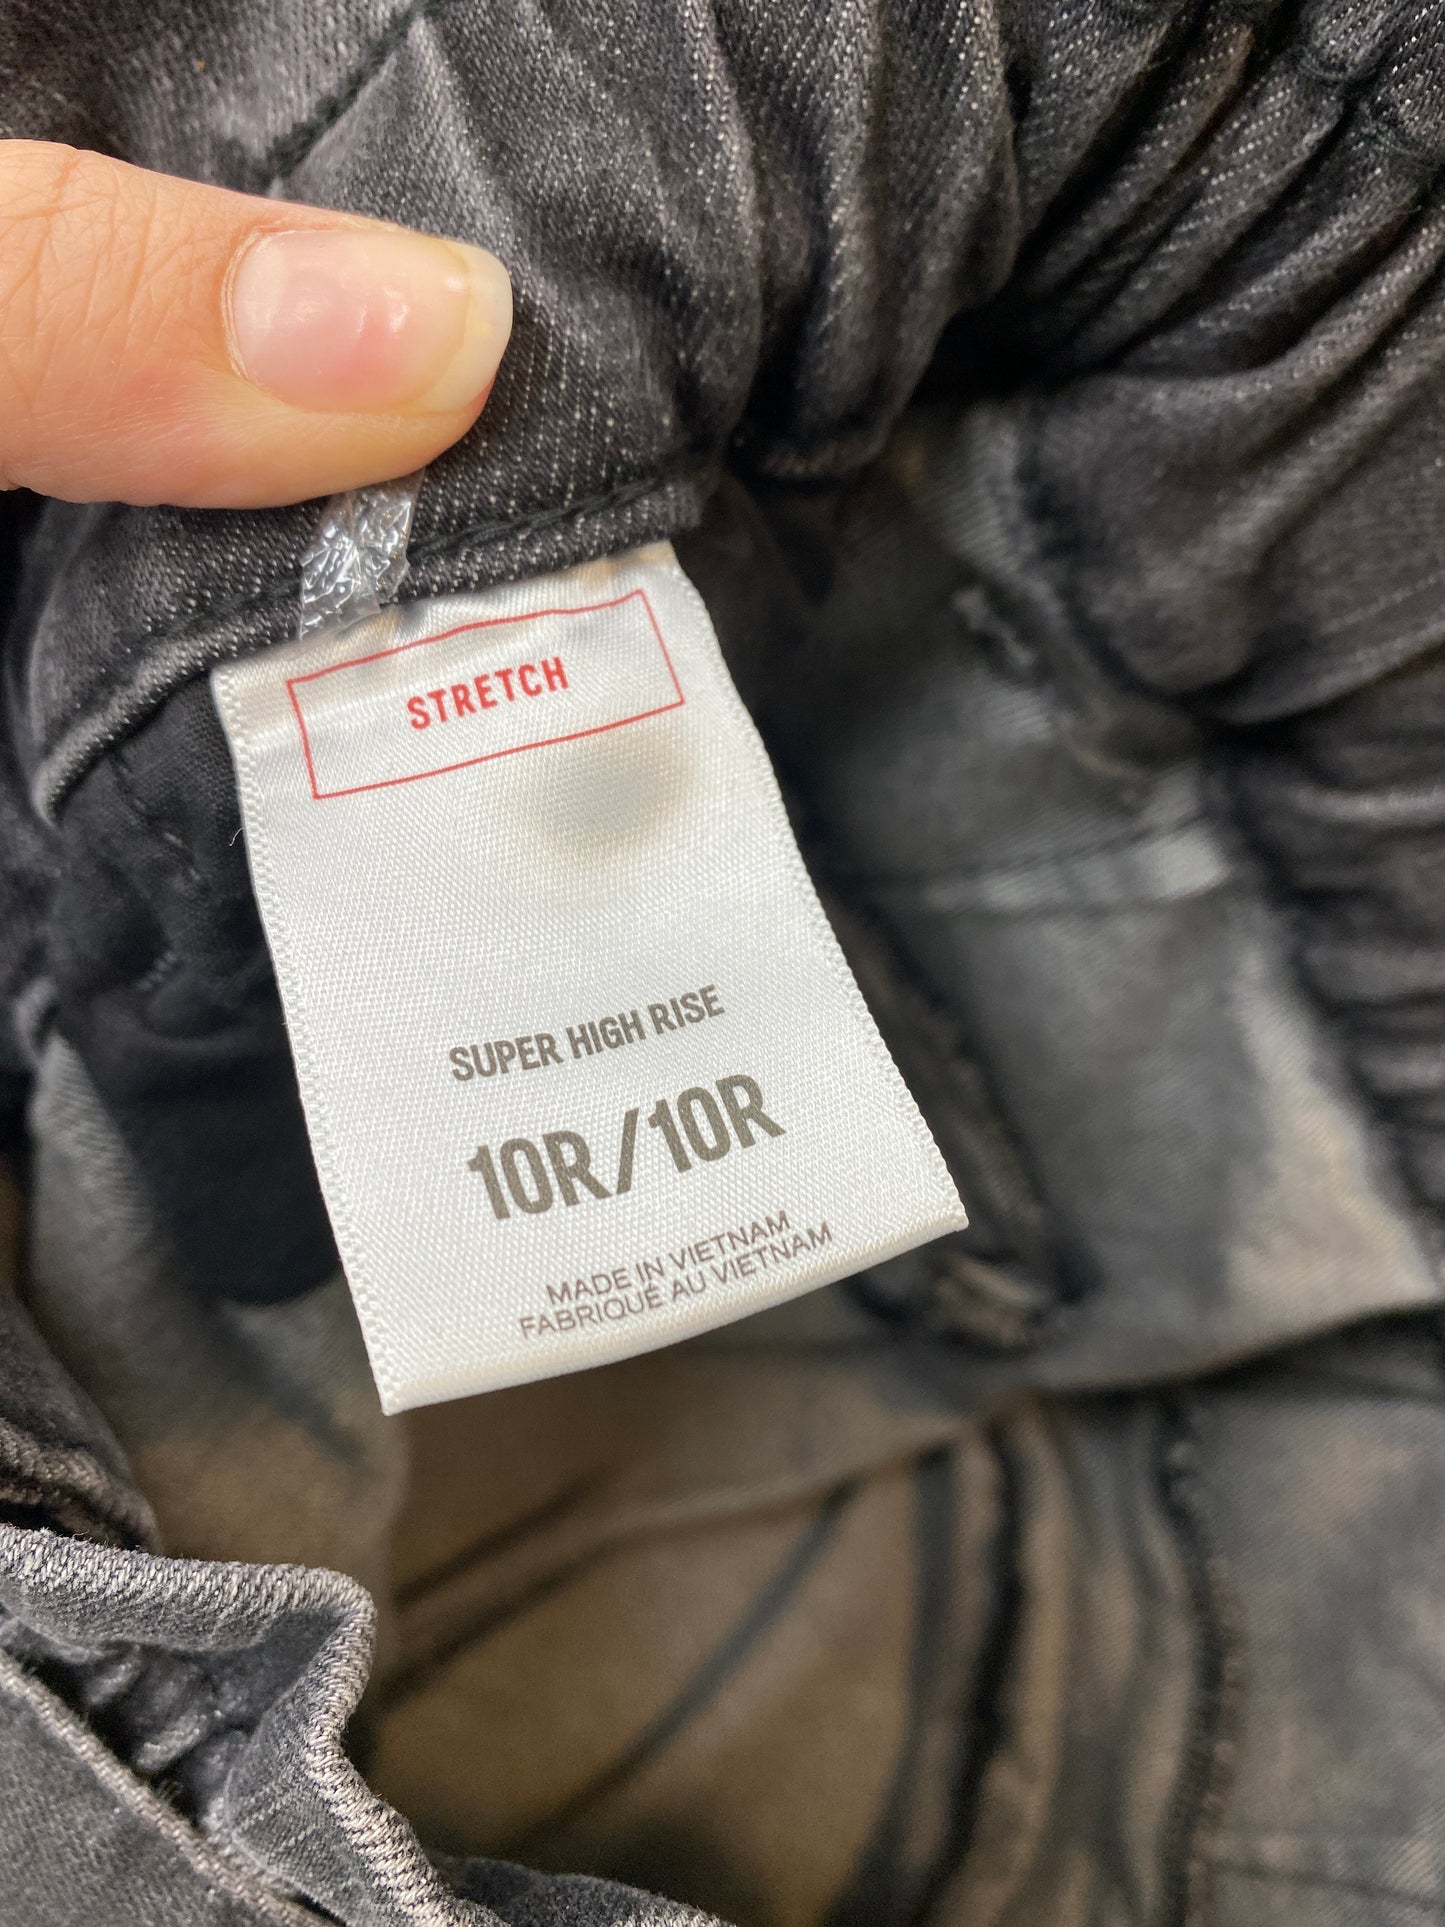 STRETCH
SUPER HIGH RISE
10R/10R
MADE IN VIETNAM
FABRIQUÉ AU VIETNAM